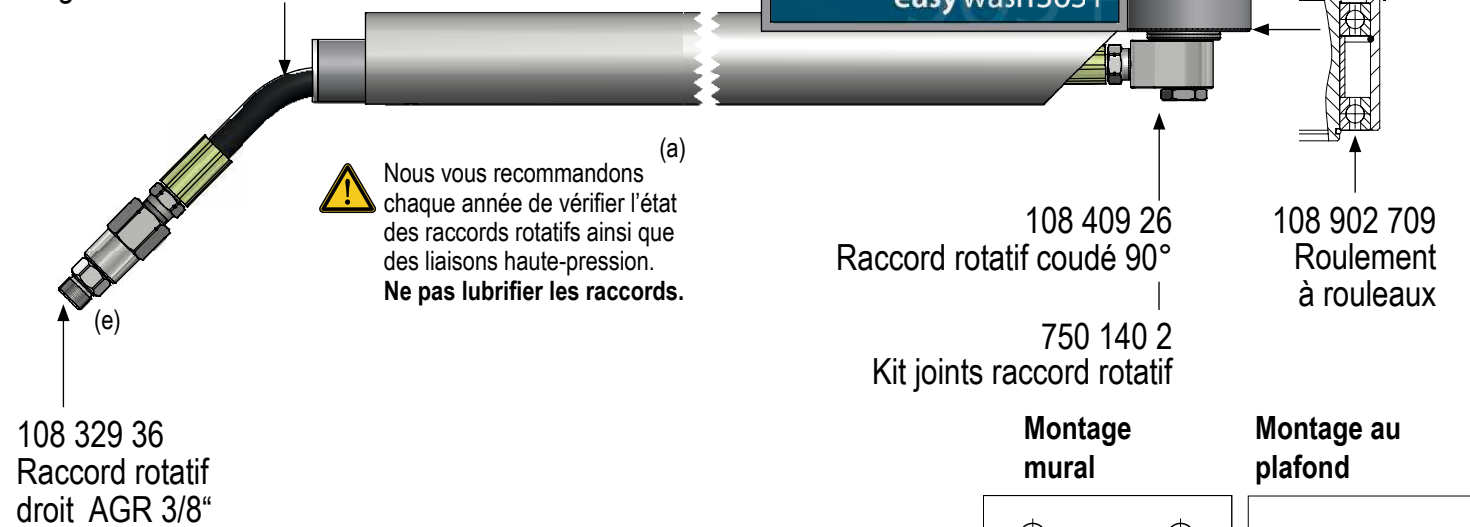 easywash365+
(a)
Nous vous recommandons
chaque année de vérifier l'état
des raccords rotatifs ainsi que
des liaisons haute-pression.
Ne pas lubrifier les raccords.
(e)
108 409 26
Raccord rotatif coudé 90°
750 140 2
Kit joints raccord rotatif
108 902 709
Roulement
à rouleaux
108 329 36
Raccord rotatif
droit AGR 3/8“
Montage
mural
Montage au
plafond